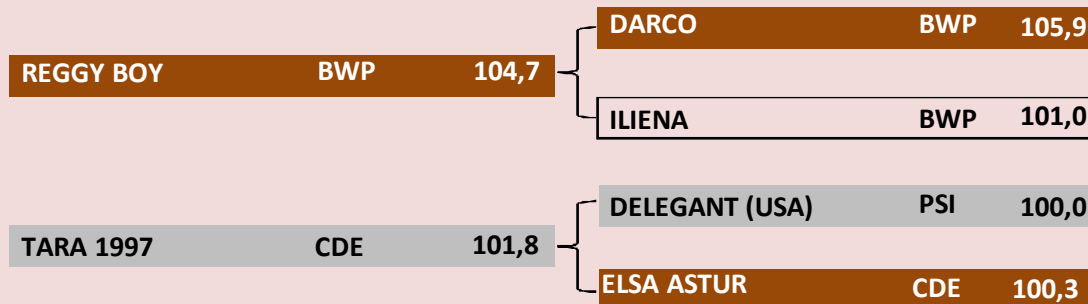 DARCO BWP 105,9
REGGY BOY BWP 104,7
ILIENA BWP 101,0
DELEGANT (USA) PSI 100,0
TARA 1997 CDE 101,8
ELSA ASTUR CDE 100,3